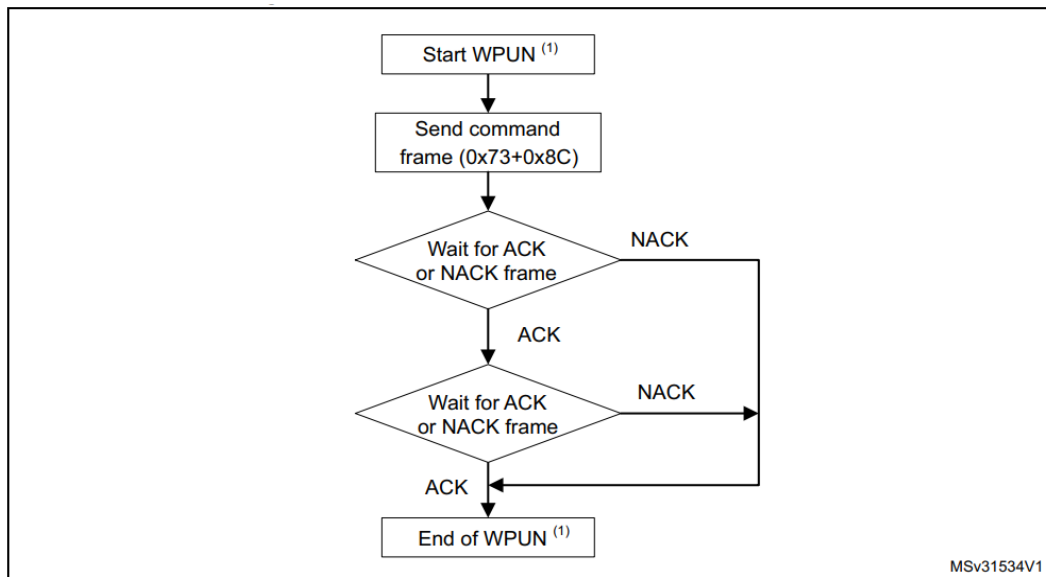 Start WPUN (1)
Send command
frame (0x73+0x8C)
Wait for ACK
or NACK frame
NACK
ACK
Wait for ACK
or NACK frame
NACK
ACK
End of WPUN (1)
MSv31534V1